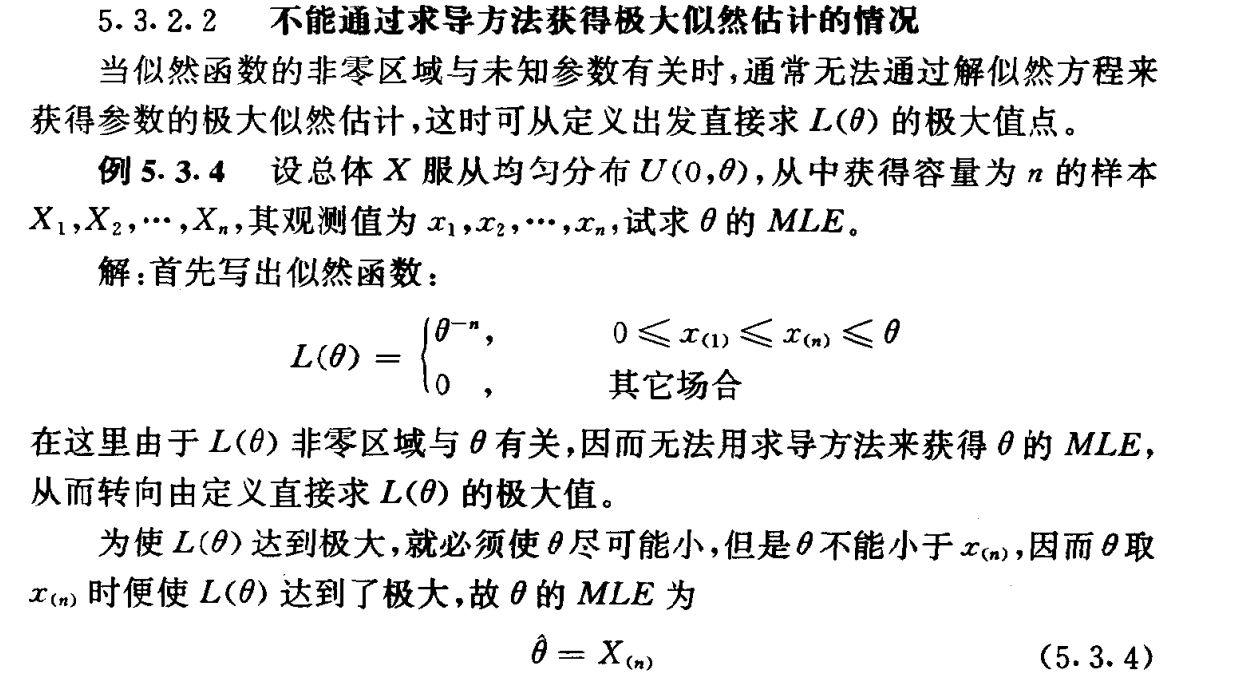 5.3.2.2 不能通过求导方法获得极大似然估计的情况
当似然函数的非零区域与未知参数有关时,通常无法通过解似然方程来
获得参数的极大似然估计,这时可从定义出发直接求 L(θ) 的极大值点。
例 5.3.4 设总体 X 服从均匀分布 U(0,θ),从中获得容量为 n 的样本
X₁,X₂,⋯,Xₙ,其观测值为 x₁,x₂,⋯,xₙ,试求 θ 的 MLE。
解:首先写出似然函数:
L(θ) = { θ⁻ⁿ, 0 ≤ x₍₁₎ ≤ x₍ₙ₎ ≤ θ
0 , 其它场合
在这里由于 L(θ) 非零区域与 θ 有关,因而无法用求导方法来获得 θ 的 MLE,
从而转向由定义直接求 L(θ) 的极大值。
为使 L(θ) 达到极大,就必须使 θ 尽可能小,但是 θ 不能小于 x₍ₙ₎,因而 θ 取
x₍ₙ₎ 时便使 L(θ) 达到了极大,故 θ 的 MLE 为
θ̂ = X₍ₙ₎ (5.3.4)